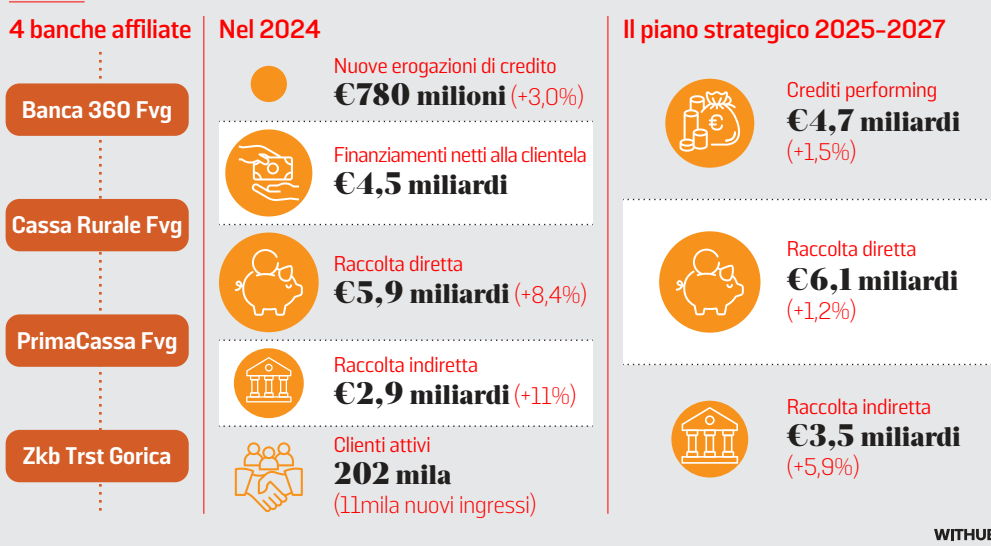 4 banche affiliate
Banca 360 Fvg
Cassa Rurale Fvg
PrimaCassa Fvg
Zkb Trst Gorica
Nel 2024
Nuove erogazioni di credito
€780 milioni (+3,0%)
Finanziamenti netti alla clientela
€4,5 miliardi
Raccolta diretta
€5,9 miliardi (+8,4%)
Raccolta indiretta
€2,9 miliardi (+11%)
Clienti attivi
202 mila
(11mila nuovi ingressi)
Il piano strategico 2025-2027
€
Crediti performing
€4,7 miliardi
(+1,5%)
Raccolta diretta
€6,1 miliardi
(+1,2%)
Raccolta indiretta
€3,5 miliardi
(+5,9%)